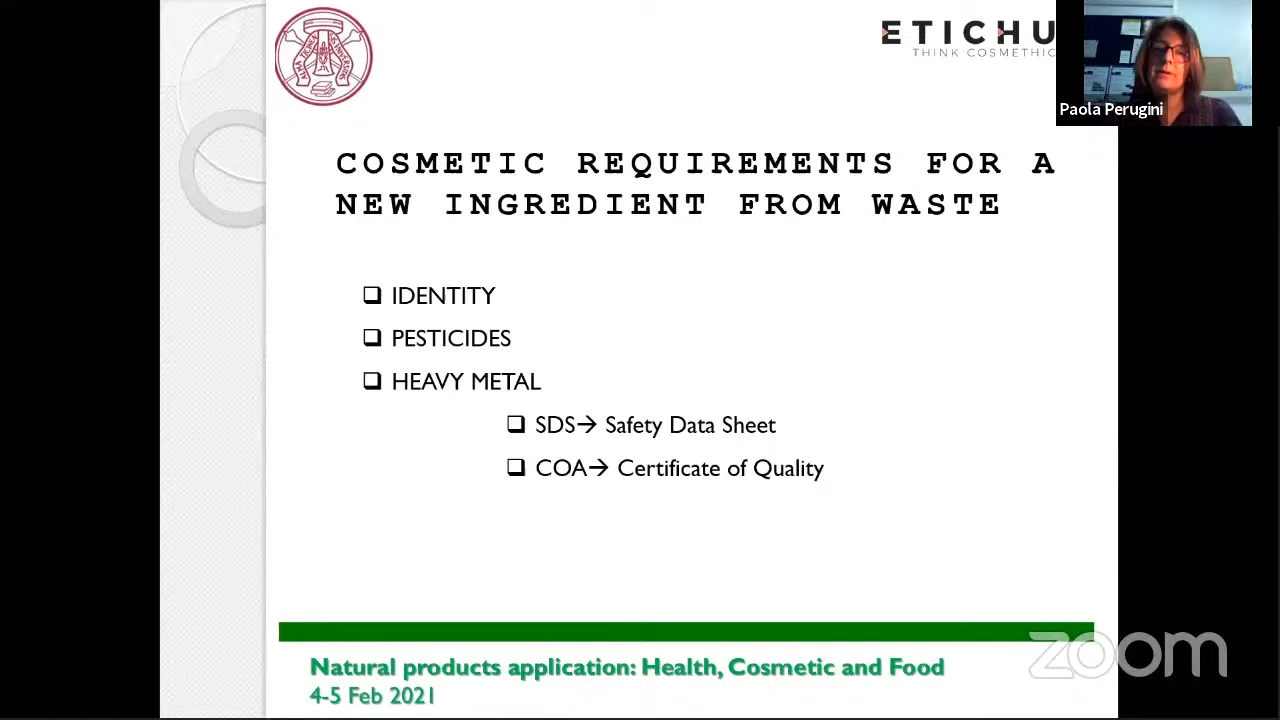 ETICHU
THINK COSMETHIC
Paola Perugini
COSMETIC REQUIREMENTS FOR A
NEW INGREDIENT FROM WASTE
❑ IDENTITY
❑ PESTICIDES
❑ HEAVY METAL
❑ SDS→ Safety Data Sheet
❑ COA→ Certificate of Quality
Natural products application: Health, Cosmetic and Food
4-5 Feb 2021
zoom